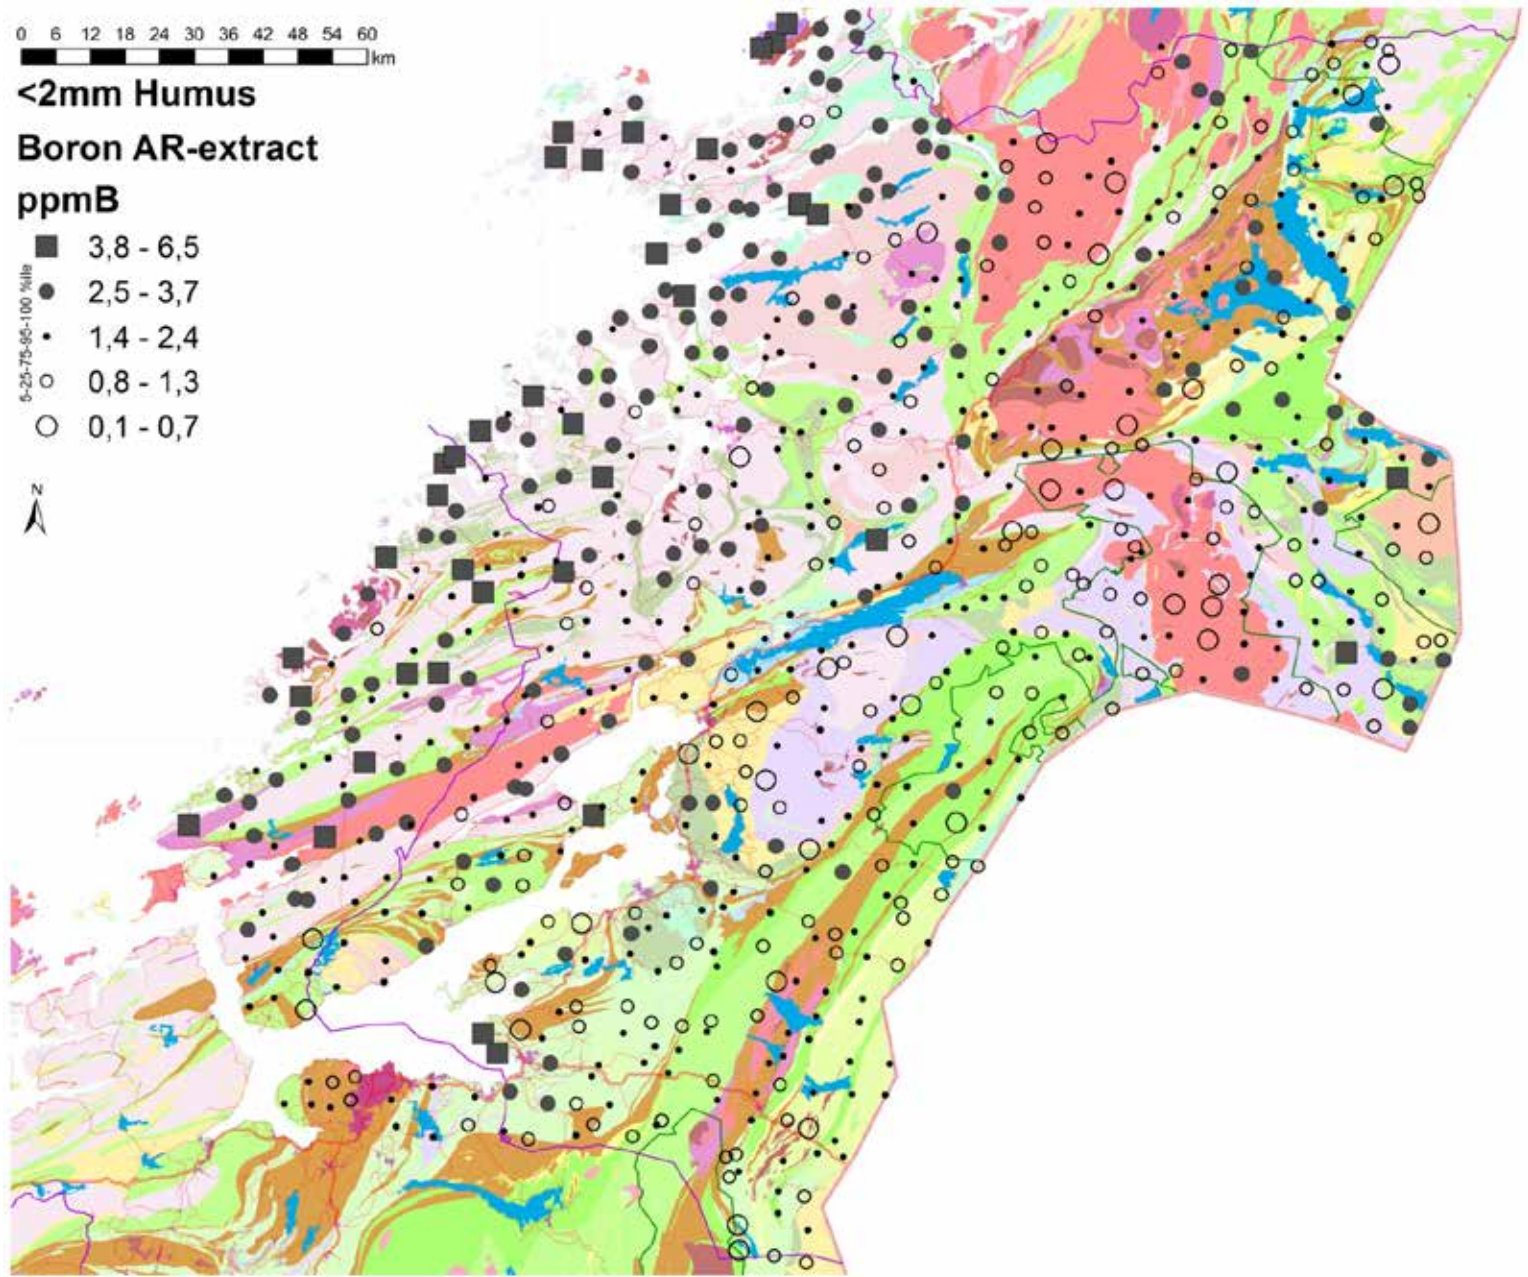 0 6 12 18 24 30 36 42 48 54 60
km
<2mm Humus
Boron AR-extract
ppmB
3,8 - 6,5
2,5 - 3,7
1,4 - 2,4
0,8 - 1,3
0,1 - 0,7
5-25-75-95-100 %ile
N